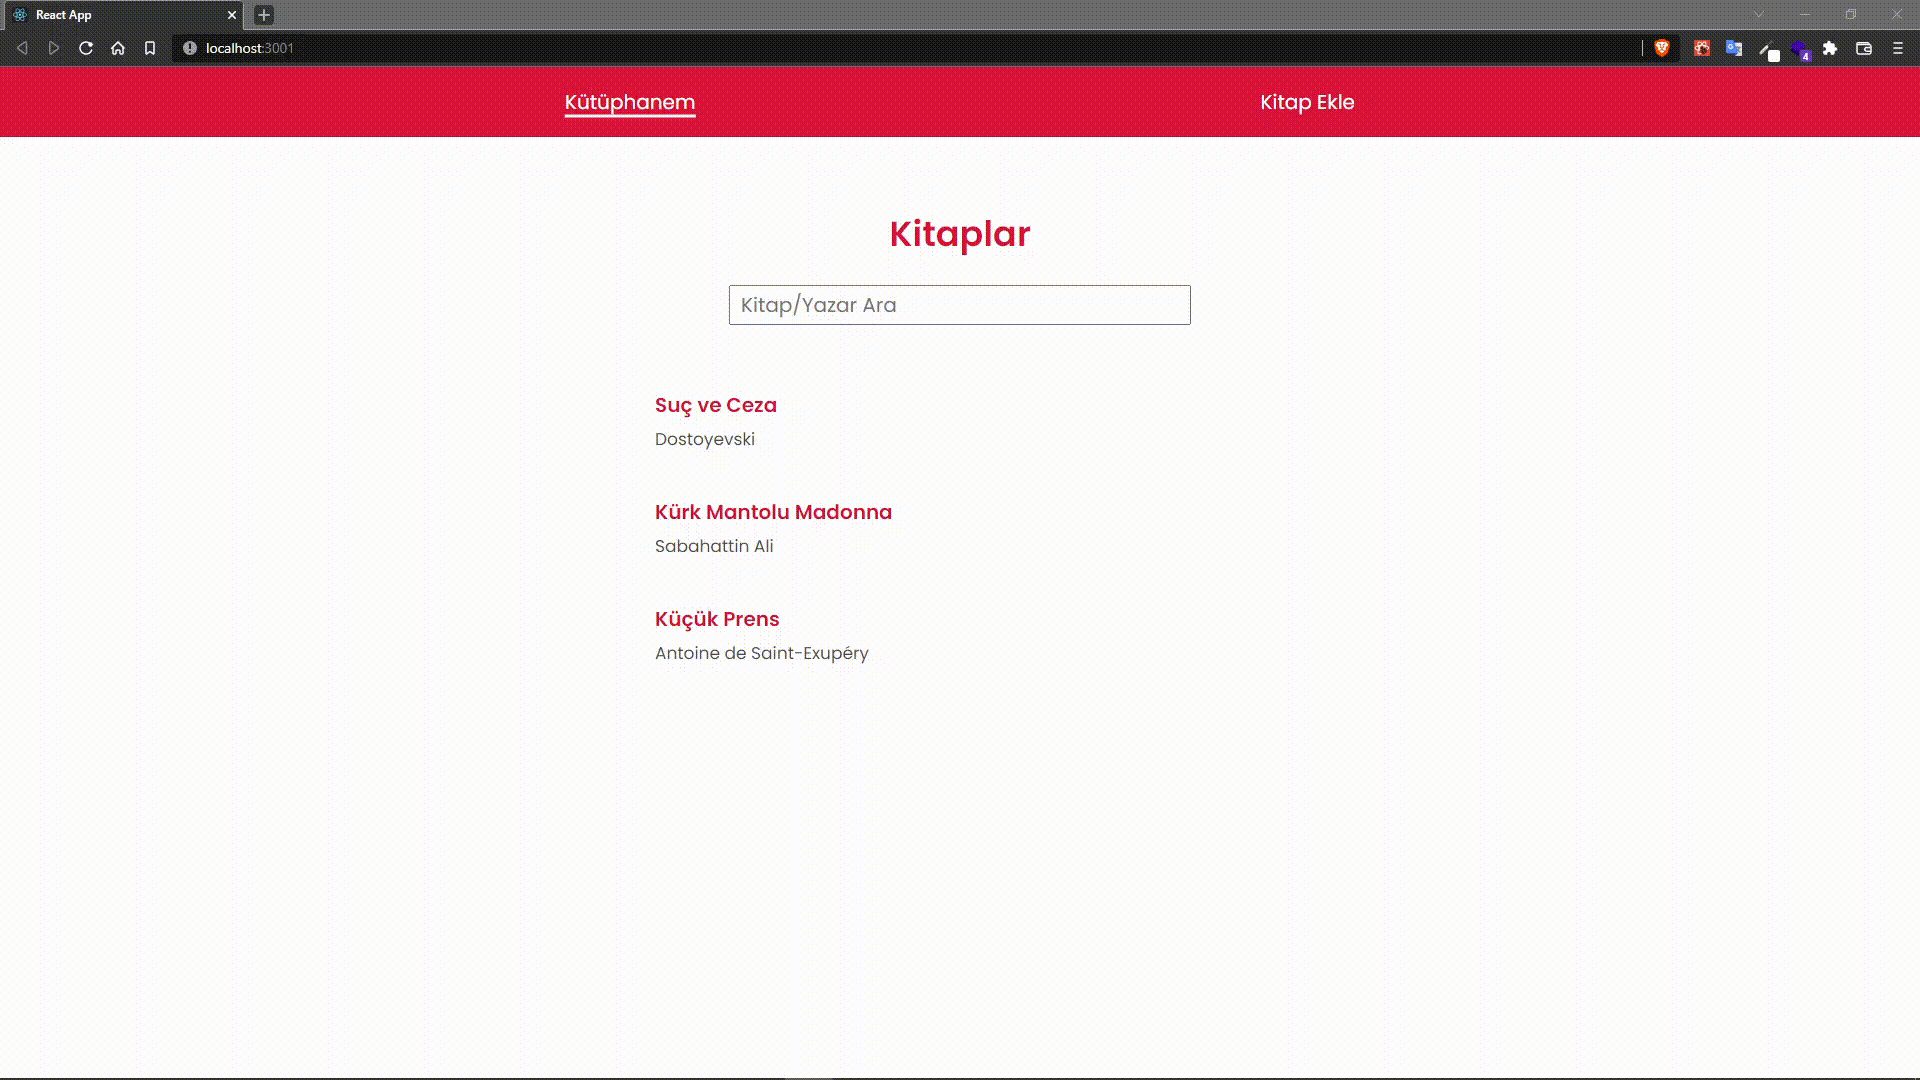 React App
localhost:3001
4
Kütüphanem
Kitap Ekle
Kitaplar
Kitap/Yazar Ara
Suç ve Ceza
Dostoyevski
Kürk Mantolu Madonna
Sabahattin Ali
Küçük Prens
Antoine de Saint-Exupéry